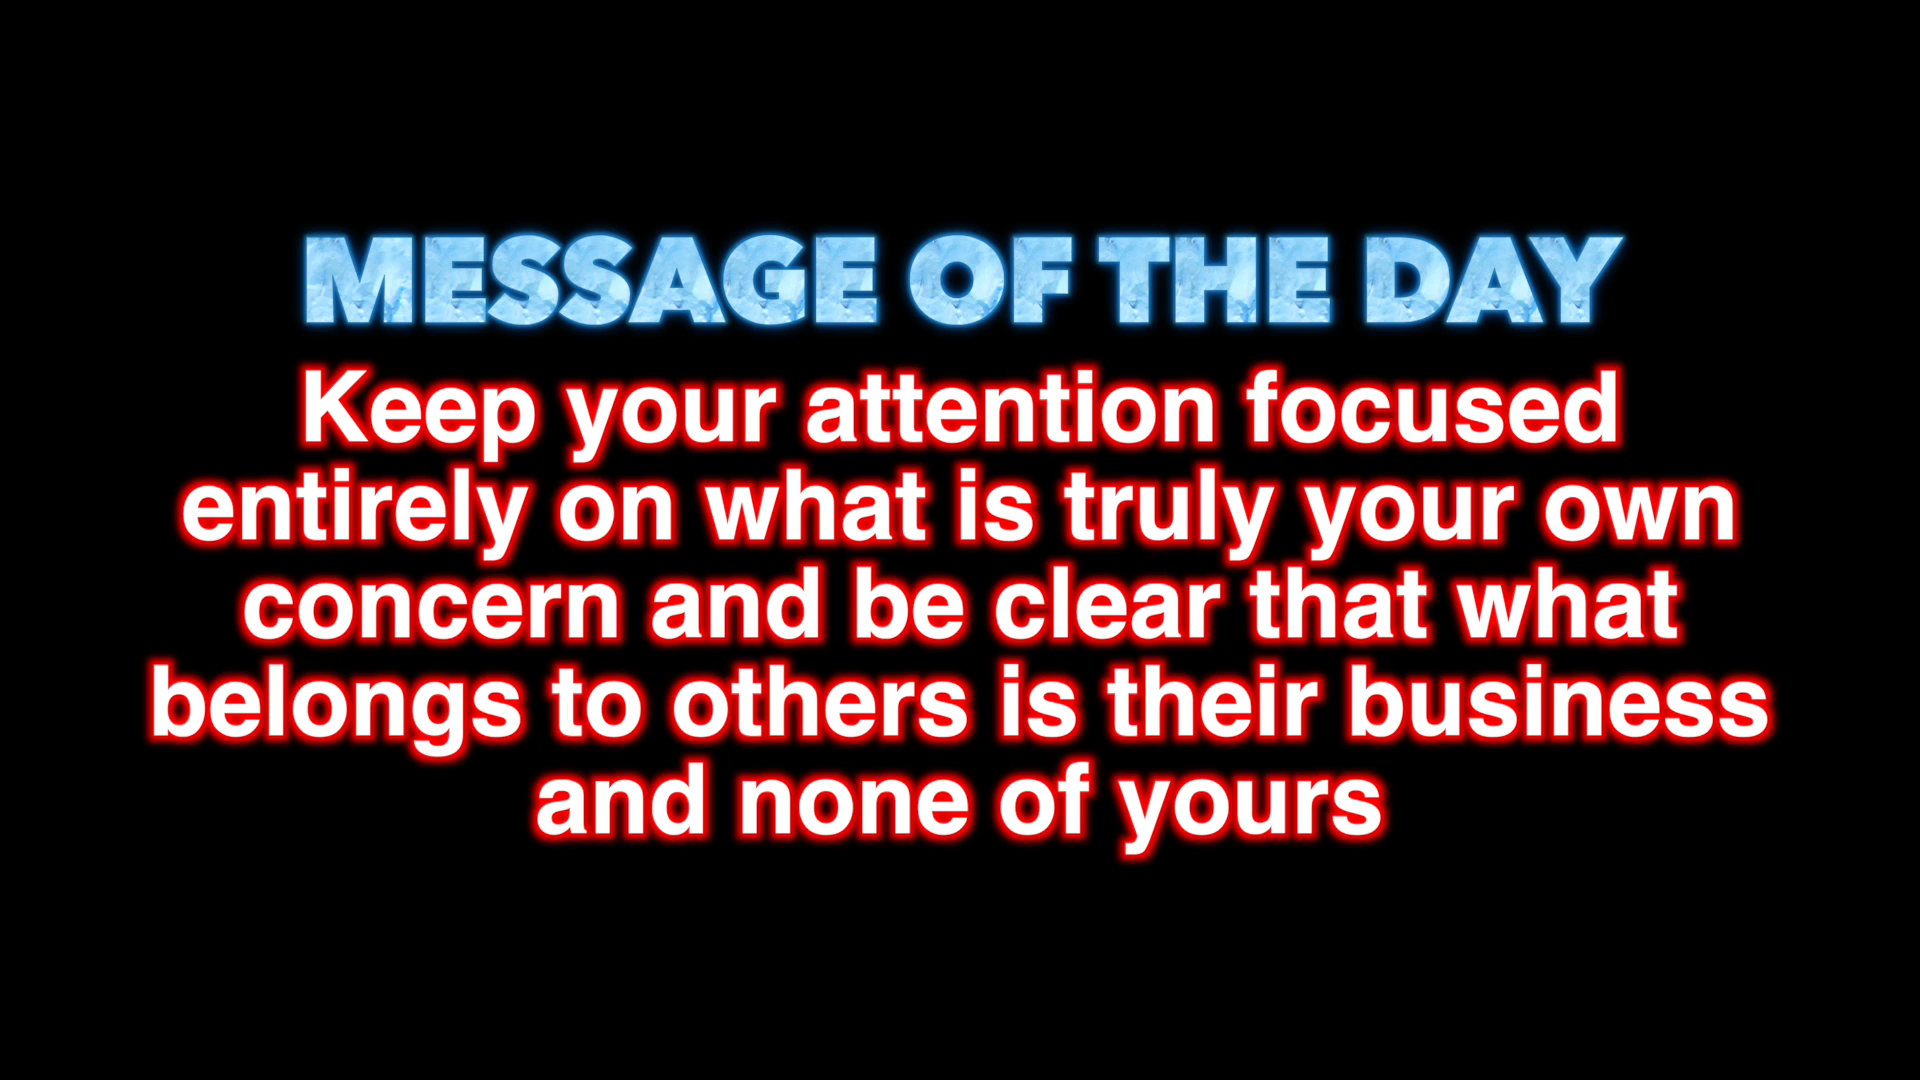 MESSAGE OF THE DAY
Keep your attention focused
entirely on what is truly your own
concern and be clear that what
belongs to others is their business
and none of yours